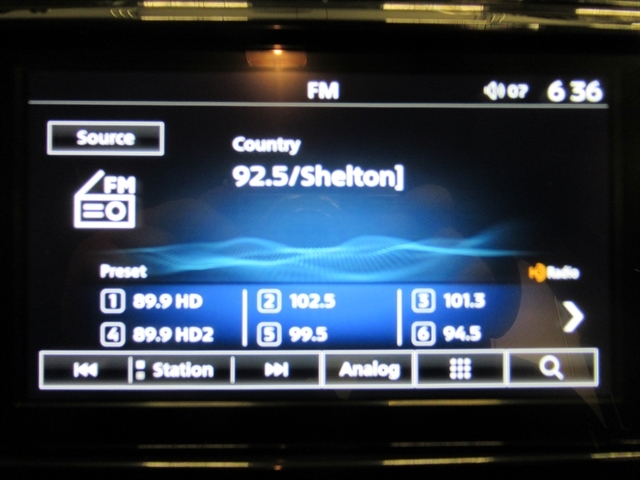 FM 07 6 36
Source
Country
FM
92.5/Shelton]
Preset HD Radio
1 89.9 HD 2 102.5 3 101.3
4 89.9 HD2 5 99.5 6 94.5
Station Analog